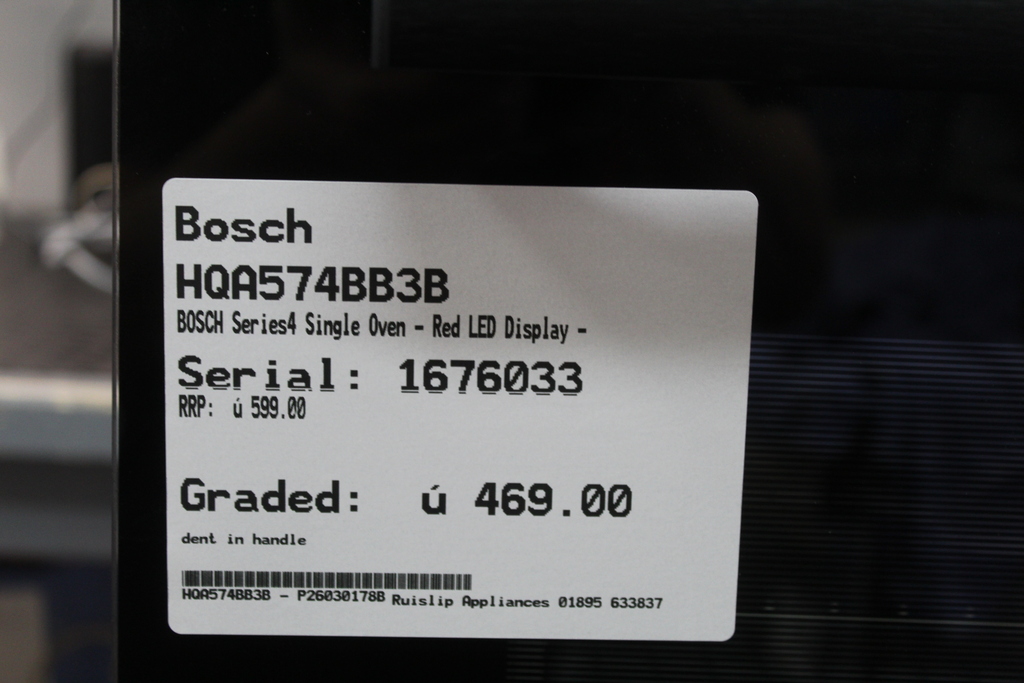 Bosch
HQA574BB3B
BOSCH Series4 Single Oven - Red LED Display -
Serial: 1676033
RRP: ú 599.00
Graded: ú 469.00
dent in handle
HQA574BB3B - P26030178B Ruislip Appliances 01895 633837